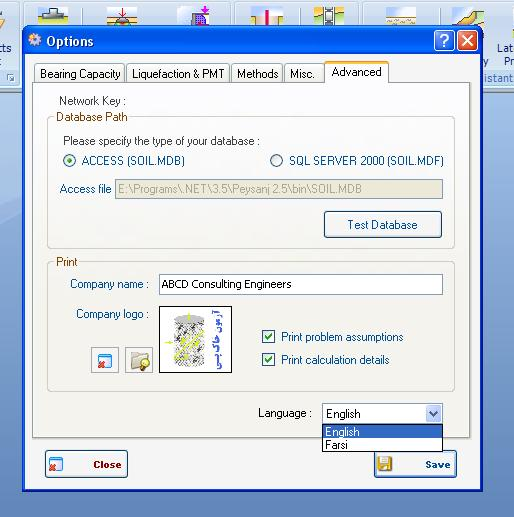 Options
Bearing Capacity Liquefaction & PMT Methods Misc. Advanced
Network Key :
Database Path
Please specify the type of your database :
ACCESS (SOIL.MDB) SQL SERVER 2000 (SOIL.MDF)
Access file E:\Programs\.NET\3.5\Peysanj 2.5\bin\SOIL.MDB
Test Database
Print
Company name : ABCD Consulting Engineers
Company logo :
آزمون خاک پی
Print problem assumptions
Print calculation details
Language : English
English
Farsi
Close Save